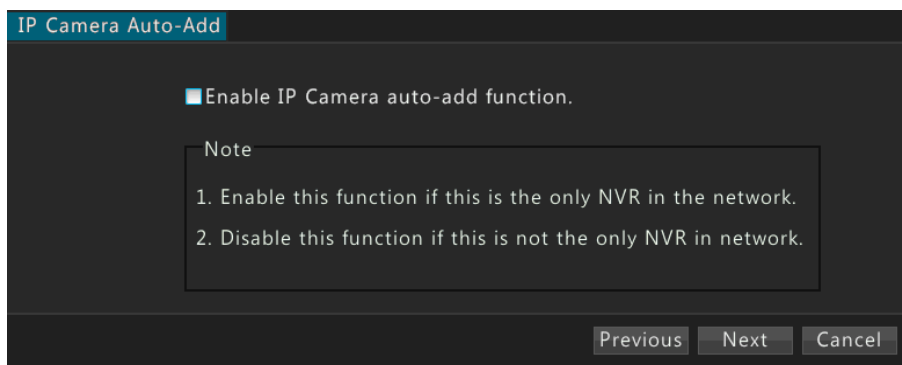 IP Camera Auto-Add
Enable IP Camera auto-add function.
Note
1. Enable this function if this is the only NVR in the network.
2. Disable this function if this is not the only NVR in network.
Previous Next Cancel